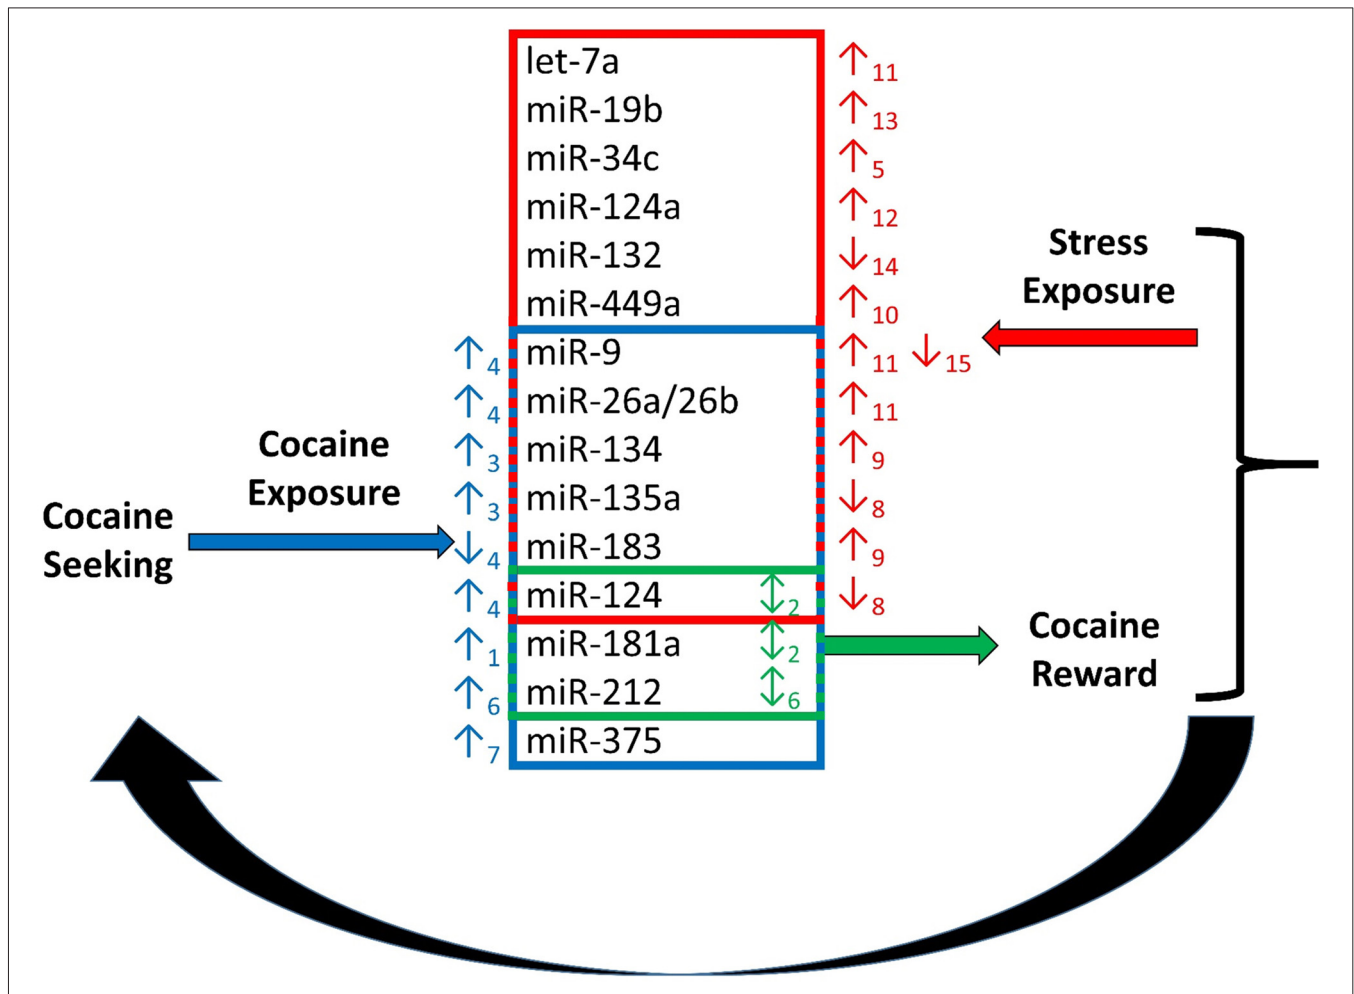 let-7a ↑11
miR-19b ↑13
miR-34c ↑5
miR-124a ↑12
miR-132 ↓14
miR-449a ↑10
↑4 miR-9 ↑11 ↓15
↑4 miR-26a/26b ↑11
↑3 miR-134 ↑9
↑3 miR-135a ↓8
↓4 miR-183 ↑9
↑4 miR-124 ↕2 ↓8
↑1 miR-181a ↕2
↑6 miR-212 ↕6
↑7 miR-375
Stress
Exposure
Cocaine
Exposure
Cocaine
Seeking
Cocaine
Reward